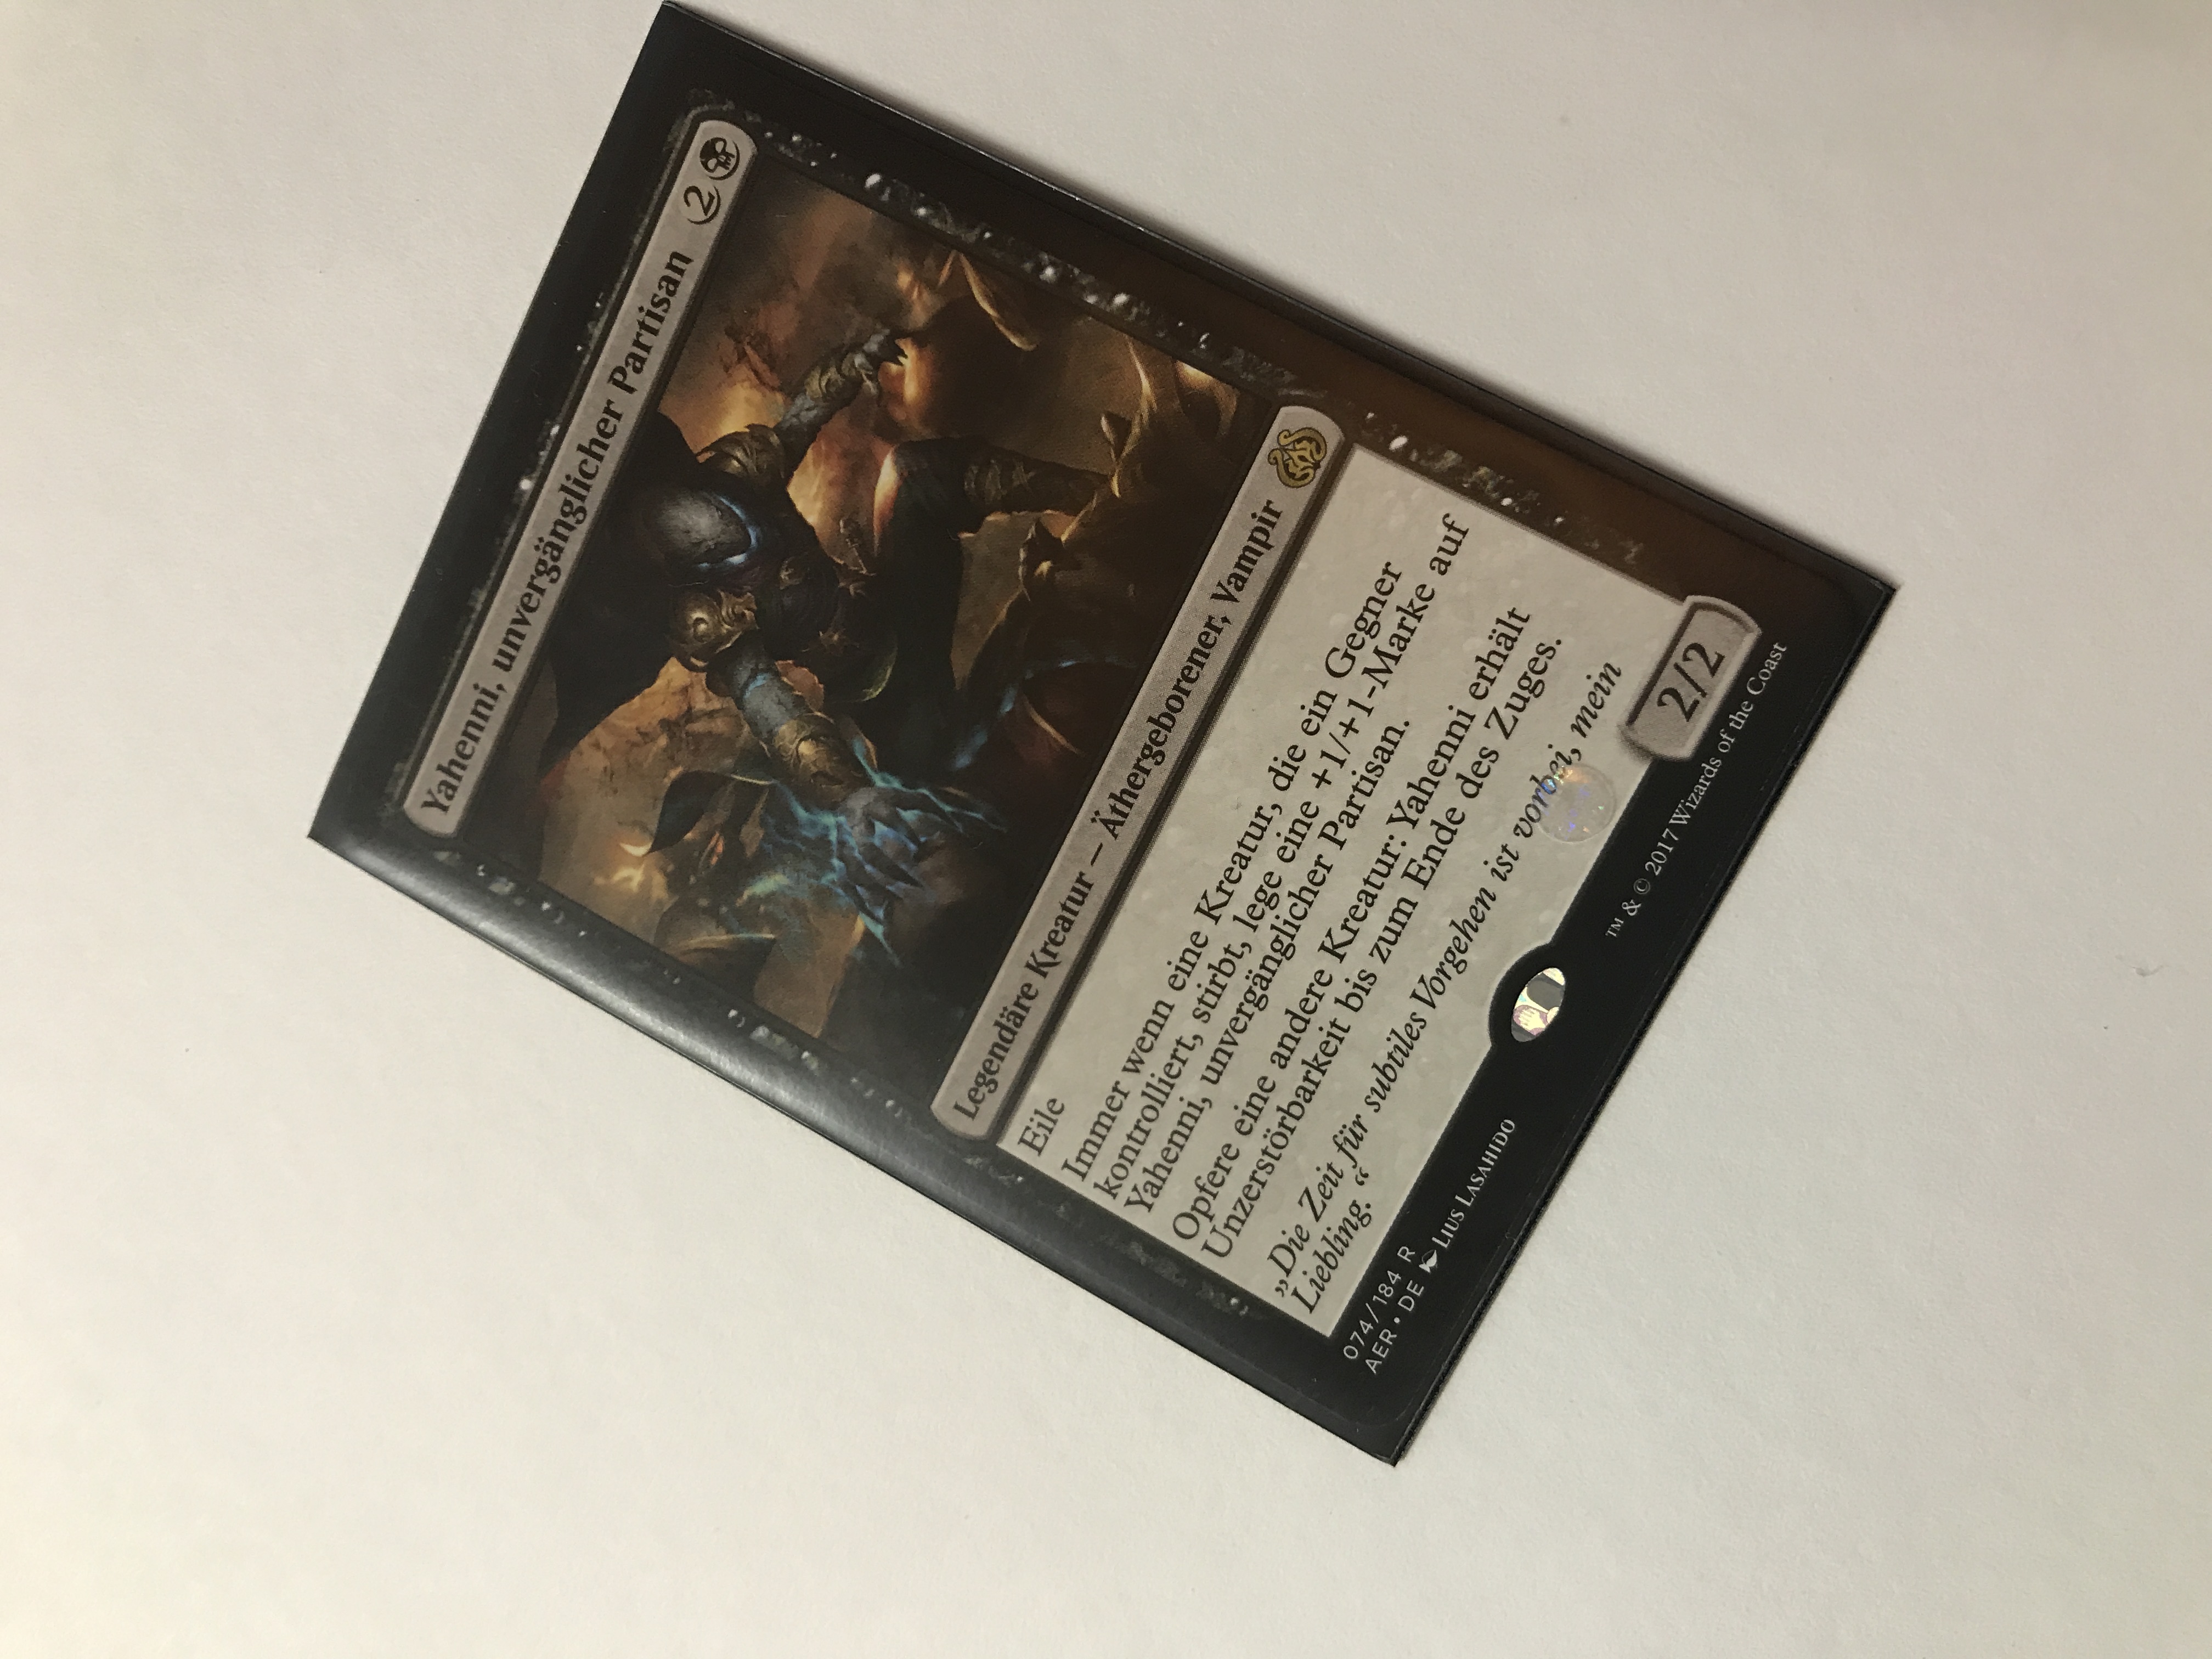 Yahenni, unvergänglicher Partisan 2
Legendäre Kreatur – Äthergeborener, Vampir
Eile
Immer wenn eine Kreatur, die ein Gegner
kontrolliert, stirbt, lege eine +1/+1-Marke auf
Yahenni, unvergänglicher Partisan.
Opfere eine andere Kreatur: Yahenni erhält
Unzerstörbarkeit bis zum Ende des Zuges.
„Die Zeit für subtiles Vorgehen ist vorbei, mein
Liebling.“
2/2
074/184 R
AER • DE LIUS LASAHIDO
™ & © 2017 Wizards of the Coast